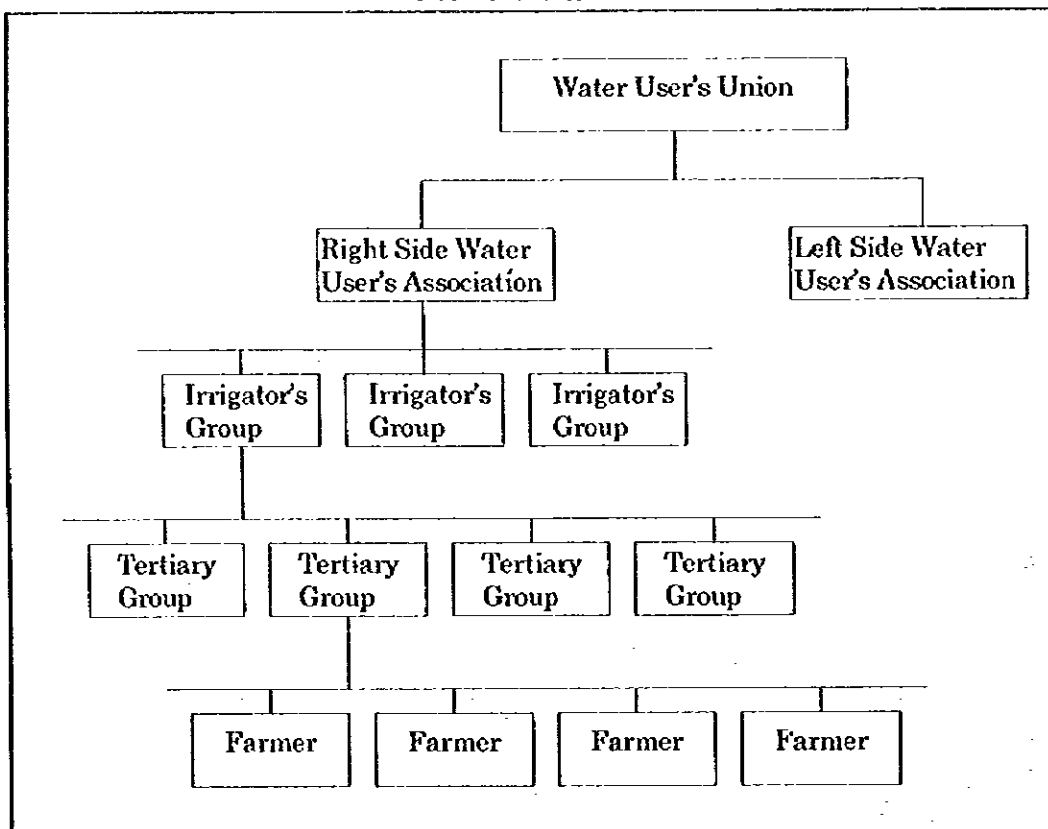 Water User's Union
Right Side Water
User's Association
Left Side Water
User's Association
Irrigator's
Group
Irrigator's
Group
Irrigator's
Group
Tertiary
Group
Tertiary
Group
Tertiary
Group
Tertiary
Group
Farmer
Farmer
Farmer
Farmer